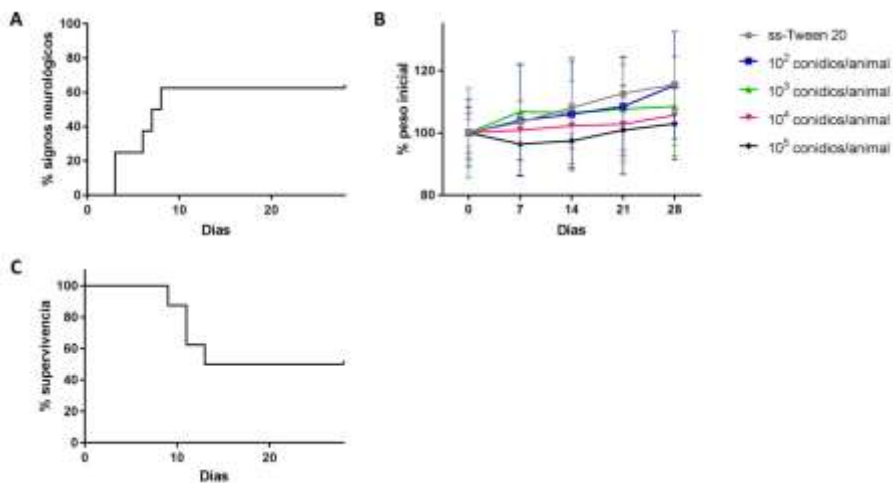 A
% signos neurológicos
100
80
60
40
20
0
0
10
20
Dias
B
% peso inicial
120
100
80
0
7
14
21
28
Días
ss-Tween 20
10² conidios/animal
10³ conidios/animal
10⁴ conidios/animal
10⁵ conidios/animal
C
% supervivencia
100
80
60
40
20
0
0
10
20
Dias